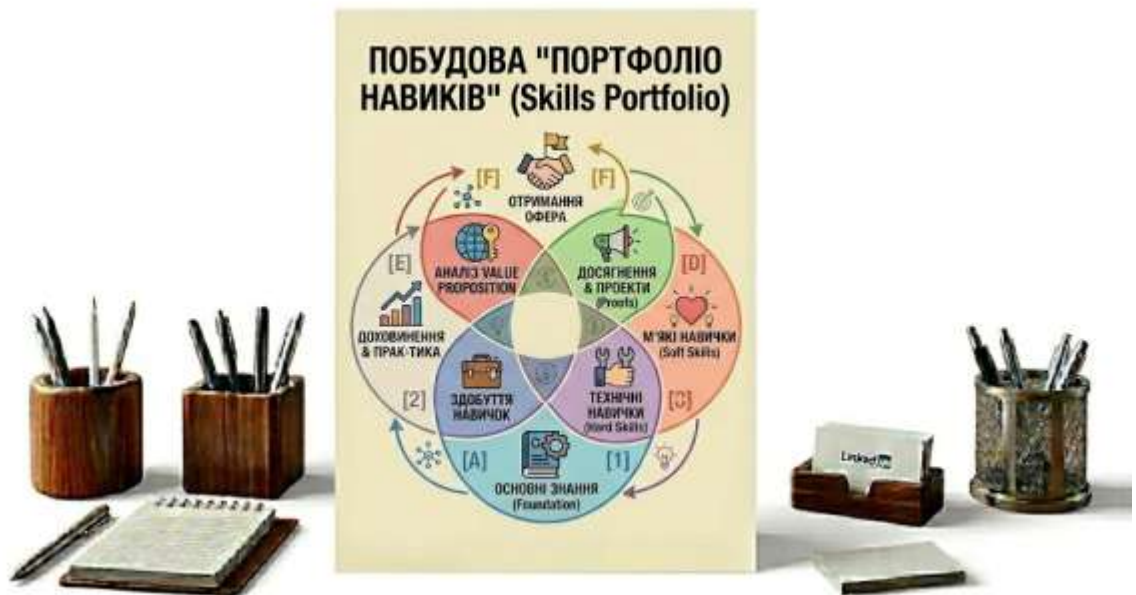 ПОБУДОВА "ПОРТФОЛІО
НАВИКІВ" (Skills Portfolio)
[F]
[F]
ОТРИМАННЯ
ОФЕРА
[E]
АНАЛІЗ VALUE
PROPOSITION
ДОСЯГНЕННЯ
& ПРОЕКТИ
(Proofs)
[D]
ДОХОВИНЕННЯ
& ПРАК-ТИКА
М'ЯКІ НАВИЧКИ
(Soft Skills)
[2]
ЗДОБУТТЯ
НАВИЧОК
ТЕХНІЧНІ
НАВИЧКИ
(Hard Skills)
[A]
[1]
ОСНОВНІ ЗНАННЯ
(Foundation)
Linked